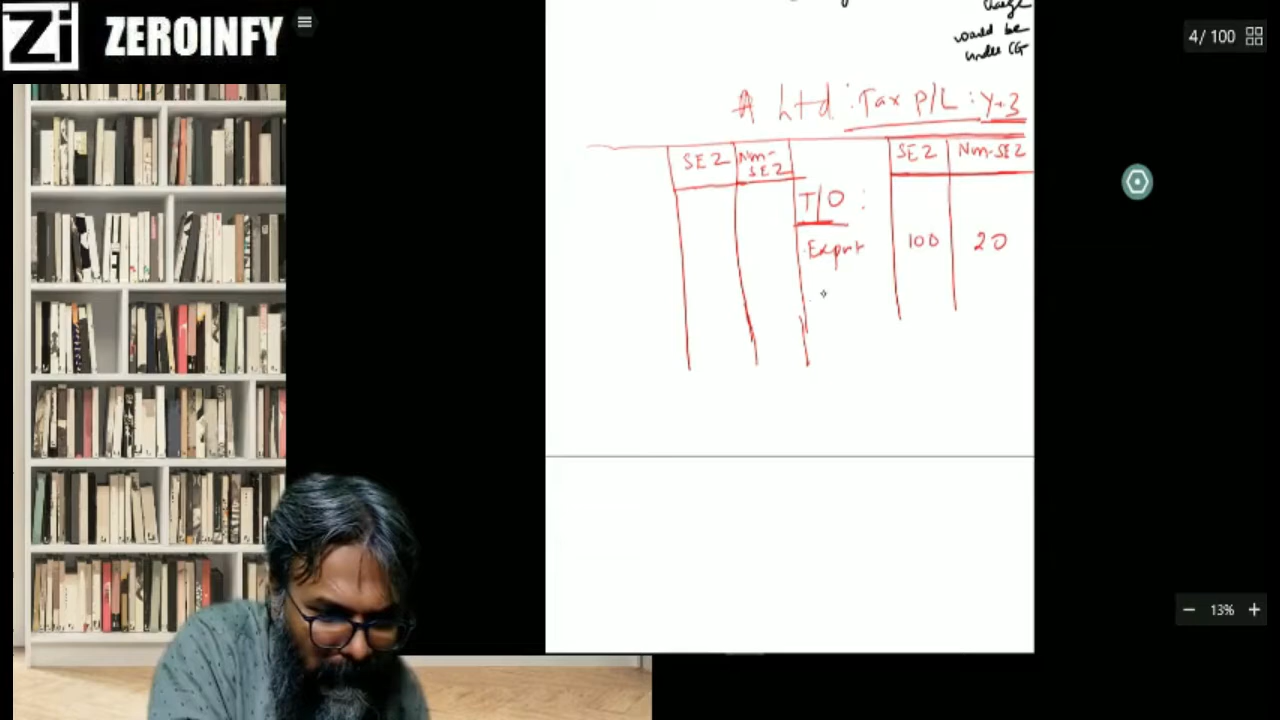 Zi ZEROINFY
4 / 100
would be
under CG
A Ltd : Tax P/L : Y-3
SEZ Non-SEZ SEZ Non-SEZ
T/O :
Export 100 20
13%